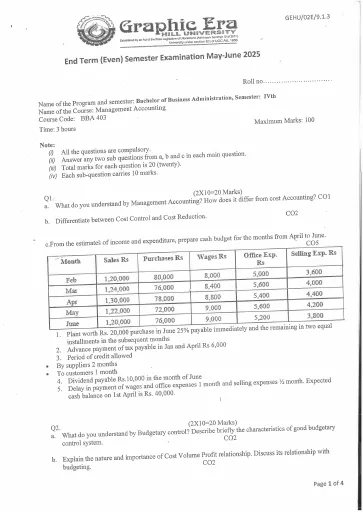 GEHU/02E/9.1.3
Graphic Era
HILL UNIVERSITY
End Term (Even) Semester Examination May-June 2025
Roll no..............................
Name of the Program and semester: Bachelor of Business Administration, Semester: IVth
Name of the Course: Management Accounting
Course Code: BBA 403
Time: 3 hours
Maximum Marks: 100
Note:
(i) All the questions are compulsory.
(ii) Answer any two sub questions from a, b and c in each main question.
(iii) Total marks for each question is 20 (twenty).
(iv) Each sub-question carries 10 marks.
Q1.
(2X10=20 Marks)
a. What do you understand by Management Accounting? How does it differ from cost Accounting? CO1
b. Differentiate between Cost Control and Cost Reduction. CO2
c.From the estimates of income and expenditure, prepare cash budget for the months from April to June.
CO5
Month Sales Rs Purchases Rs Wages Rs Office Exp. Rs Selling Exp. Rs
Feb 1,20,000 80,000 8,000 5,000 3,600
Mar 1,24,000 76,000 8,400 5,600 4,000
Apr 1,30,000 78,000 8,800 5,400 4,400
May 1,22,000 72,000 9,000 5,600 4,200
June 1,20,000 76,000 9,000 5,200 3,800
1. Plant worth Rs. 20,000 purchase in June 25% payable immediately and the remaining in two equal
installments in the subsequent months
2. Advance payment of tax payable in Jan and April Rs 6,000
3. Period of credit allowed
• By suppliers 2 months
• To customers 1 month
4. Dividend payable Rs.10,000 in the month of June
5. Delay in payment of wages and office expenses 1 month and selling expenses ½ month. Expected
cash balance on 1st April is Rs. 40,000.
Q2.
(2X10=20 Marks)
a. What do you understand by Budgetary control? Describe briefly the characteristics of good budgetary
control system. CO2
b. Explain the nature and importance of Cost Volume Profit relationship. Discuss its relationship with
budgeting. CO2
Page 1 of 4